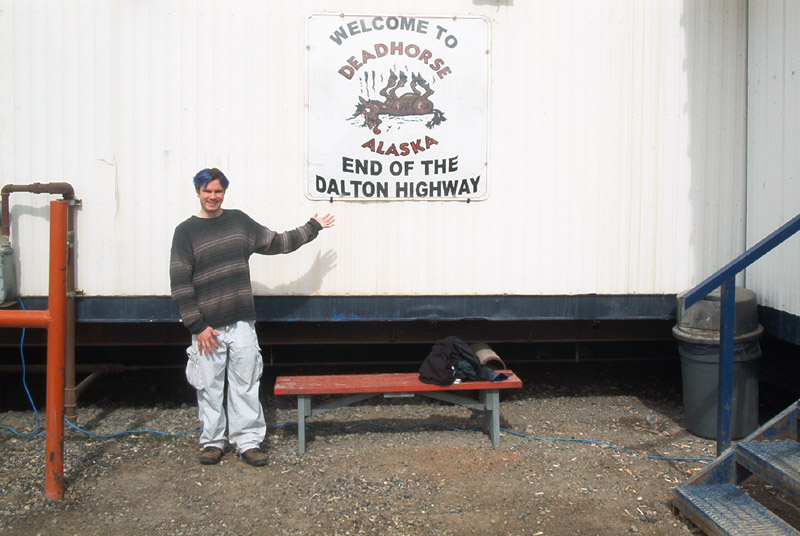 WELCOME TO
DEADHORSE
ALASKA
END OF THE
DALTON HIGHWAY